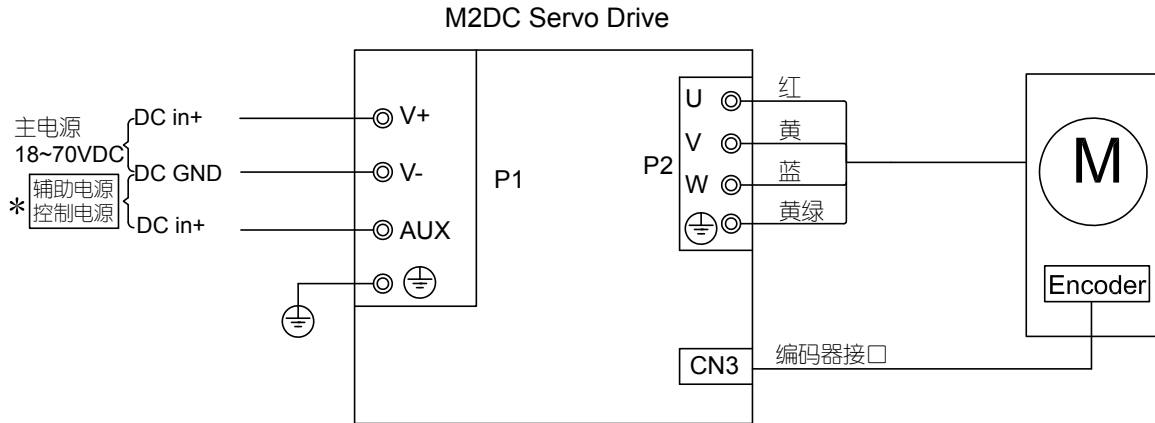 M2DC Servo Drive
主电源
18~70VDC
DC in+
V+
DC GND
V-
*
辅助电源
控制电源
DC in+
AUX
P1
P2
U
红
V
黄
W
蓝
黄绿
M
Encoder
CN3
编码器接口